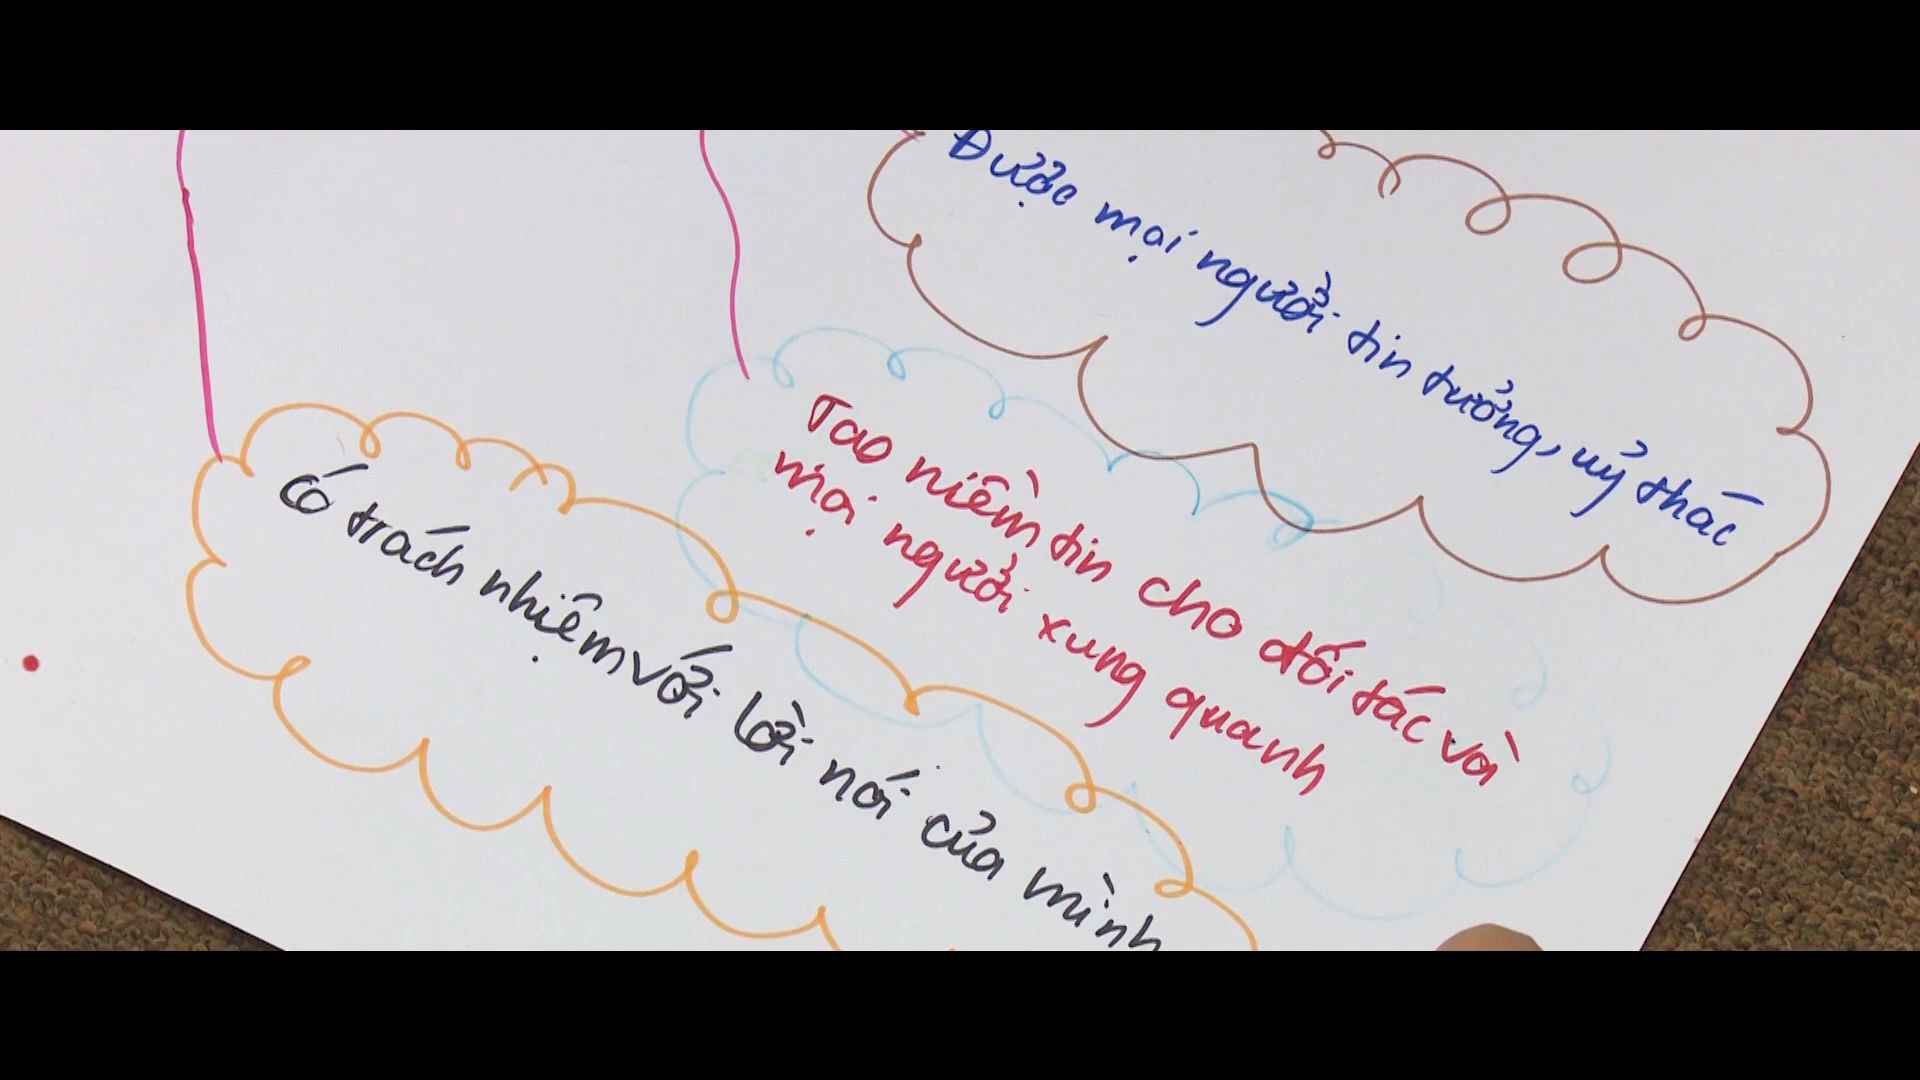 Được mọi người tin tưởng, uỷ thác
Tạo niềm tin cho đối tác và
mọi người xung quanh
Có trách nhiệm với lời nói của mình